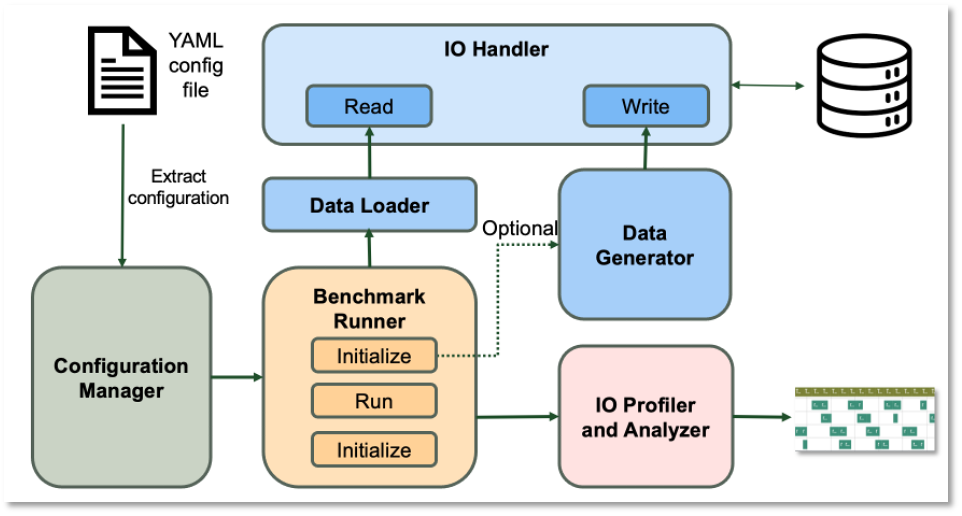 YAML
config
file
IO Handler
Read
Write
Extract
configuration
Data Loader
Optional
Data
Generator
Benchmark
Runner
Initialize
Run
Initialize
Configuration
Manager
IO Profiler
and Analyzer